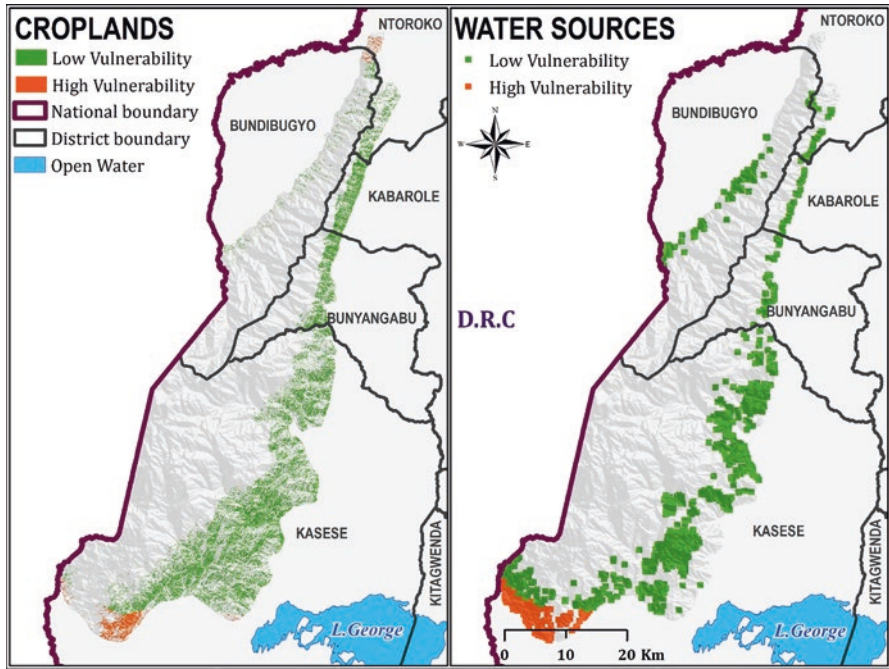 CROPLANDS
Low Vulnerability
High Vulnerability
National boundary
District boundary
Open Water
NTOROKO
BUNDIBUGYO
KABAROLE
BUNYANGABU
KASESE
KITAGWENDA
L.George
WATER SOURCES
Low Vulnerability
High Vulnerability
N
W
E
S
NTOROKO
BUNDIBUGYO
KABAROLE
D.R.C
BUNYANGABU
KASESE
KITAGWENDA
L.George
0 10 20 Km